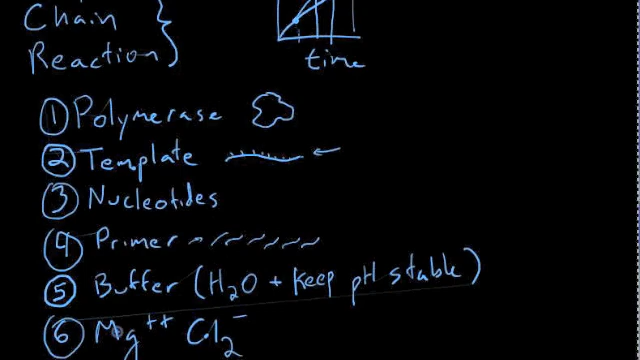 Chain
Reaction
time
① Polymerase
② Template
③ Nucleotides
④ Primer
⑤ Buffer (H₂O + Keep pH stable)
⑥ Mg⁺⁺ Cl₂⁻